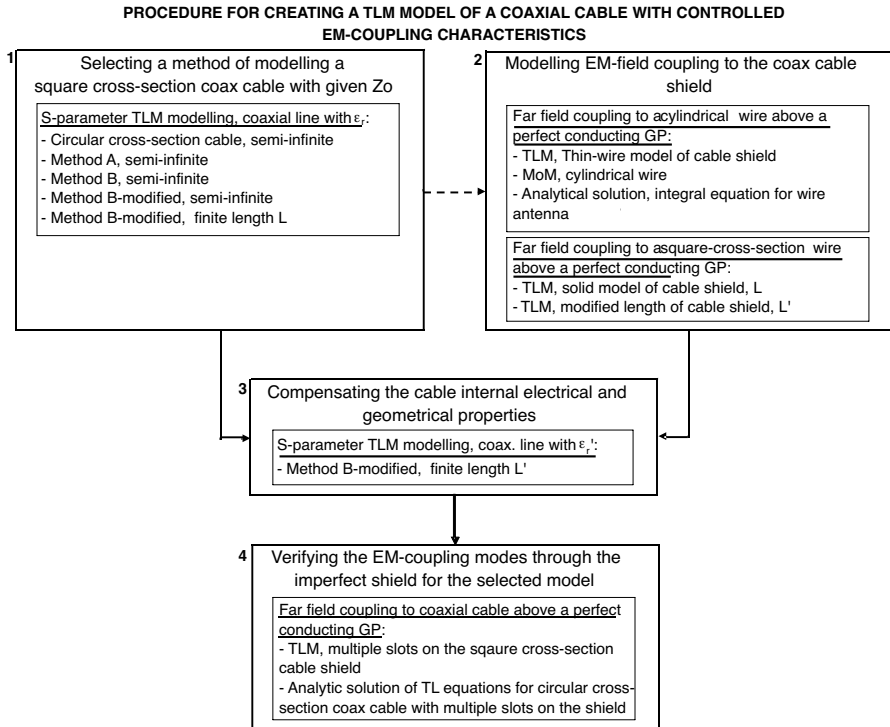 PROCEDURE FOR CREATING A TLM MODEL OF A COAXIAL CABLE WITH CONTROLLED
EM-COUPLING CHARACTERISTICS
1
Selecting a method of modelling a
square cross-section coax cable with given Zo
S-parameter TLM modelling, coaxial line with εr:
- Circular cross-section cable, semi-infinite
- Method A, semi-infinite
- Method B, semi-infinite
- Method B-modified, semi-infinite
- Method B-modified, finite length L
2
Modelling EM-field coupling to the coax cable
shield
Far field coupling to acylindrical wire above a
perfect conducting GP:
- TLM, Thin-wire model of cable shield
- MoM, cylindrical wire
- Analytical solution, integral equation for wire
antenna
Far field coupling to asquare-cross-section wire
above a perfect conducting GP:
- TLM, solid model of cable shield, L
- TLM, modified length of cable shield, L'
3
Compensating the cable internal electrical and
geometrical properties
S-parameter TLM modelling, coax. line with εr':
- Method B-modified, finite length L'
4
Verifying the EM-coupling modes through the
imperfect shield for the selected model
Far field coupling to coaxial cable above a perfect
conducting GP:
- TLM, multiple slots on the sqaure cross-section
cable shield
- Analytic solution of TL equations for circular cross-
section coax cable with multiple slots on the shield